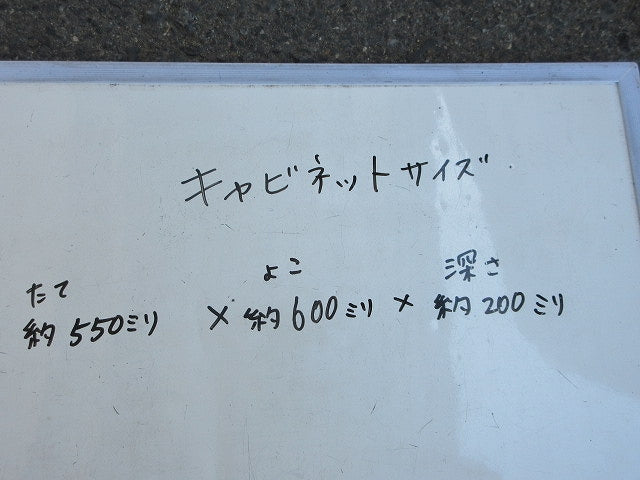 キャビネットサイズ
たて よこ 深さ
約550ミリ × 約600ミリ × 約200ミリ